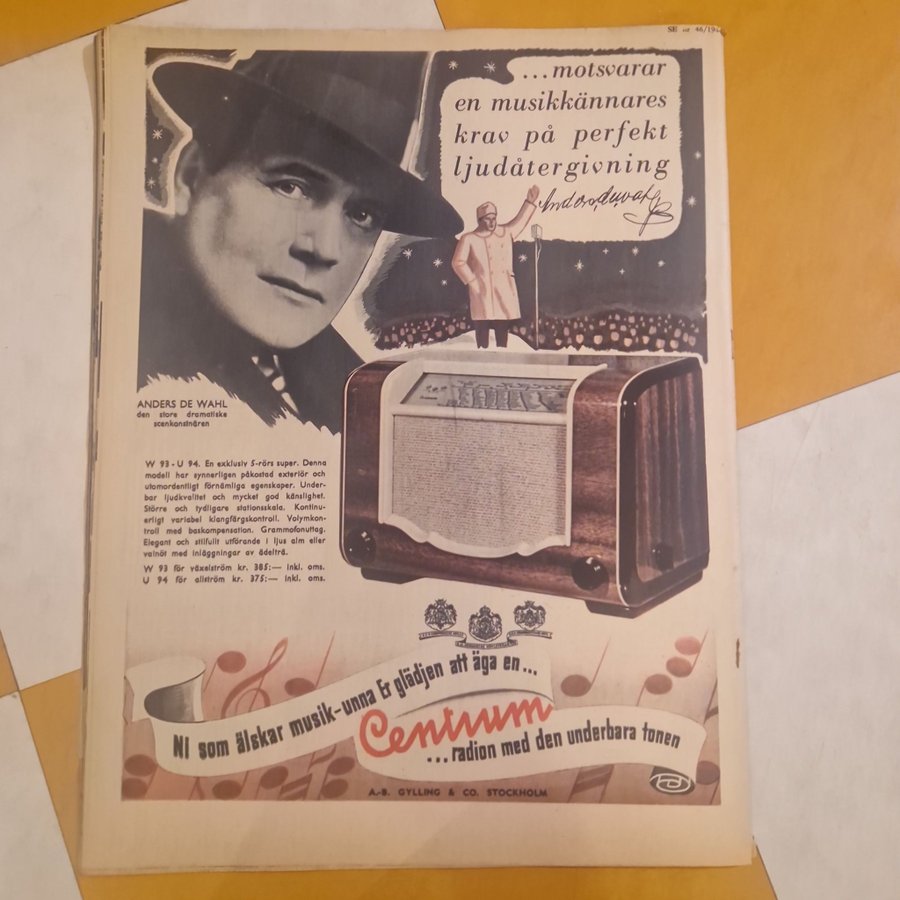 SE nr 46/194
...motsvarar
en musikkännares
krav på perfekt
ljudåtergivning
Anders de Wahl
ANDERS DE WAHL
den store dramatiske
scenkonstnären
W 93 - U 94. En exklusiv 5-rörs super. Denna
modell har synnerligen påkostad exteriör och
utomordentligt förnämliga egenskaper. Under-
bar ljudkvalitet och mycket god känslighet.
Större och tydligare stationsskala. Kontinu-
erligt variabel klangfärgskontroll. Volymkon-
troll med baskompensation. Grammofonuttag.
Elegant och stilfullt utförande i ljus alm eller
valnöt med inläggningar av ädelträ.
W 93 för växelström kr. 385:— inkl. oms.
U 94 för allström kr. 375:— inkl. oms.
Ni som älskar musik-unna Er glädjen att äga en...
Centrum
...radion med den underbara tonen
A.-B. GYLLING & CO. STOCKHOLM